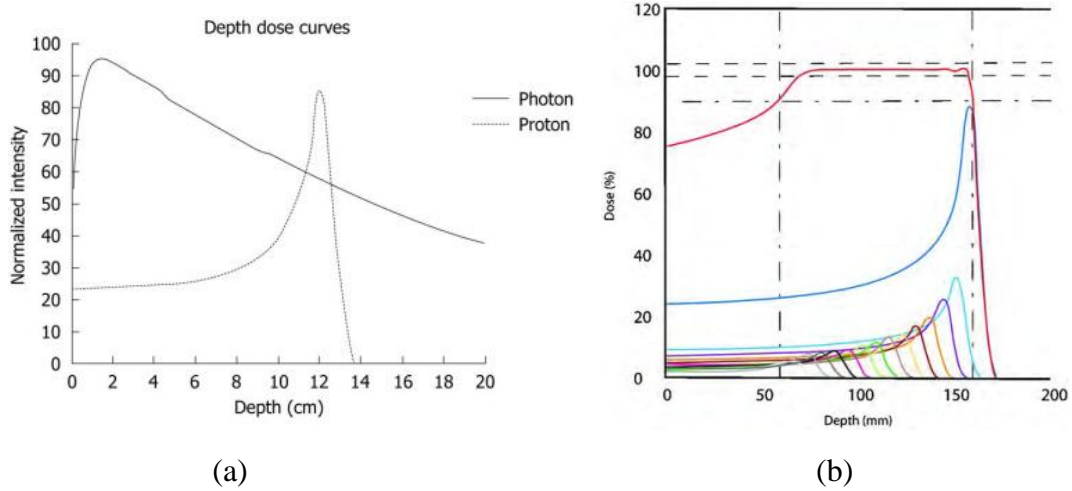 Depth dose curves
Normalized intensity
100
90
80
70
60
50
40
30
20
10
0
0 2 4 6 8 10 12 14 16 18 20
Depth (cm)
Photon
Proton
(a)
Dose (%)
120
100
80
60
40
20
0
0 50 100 150 200
Depth (mm)
(b)